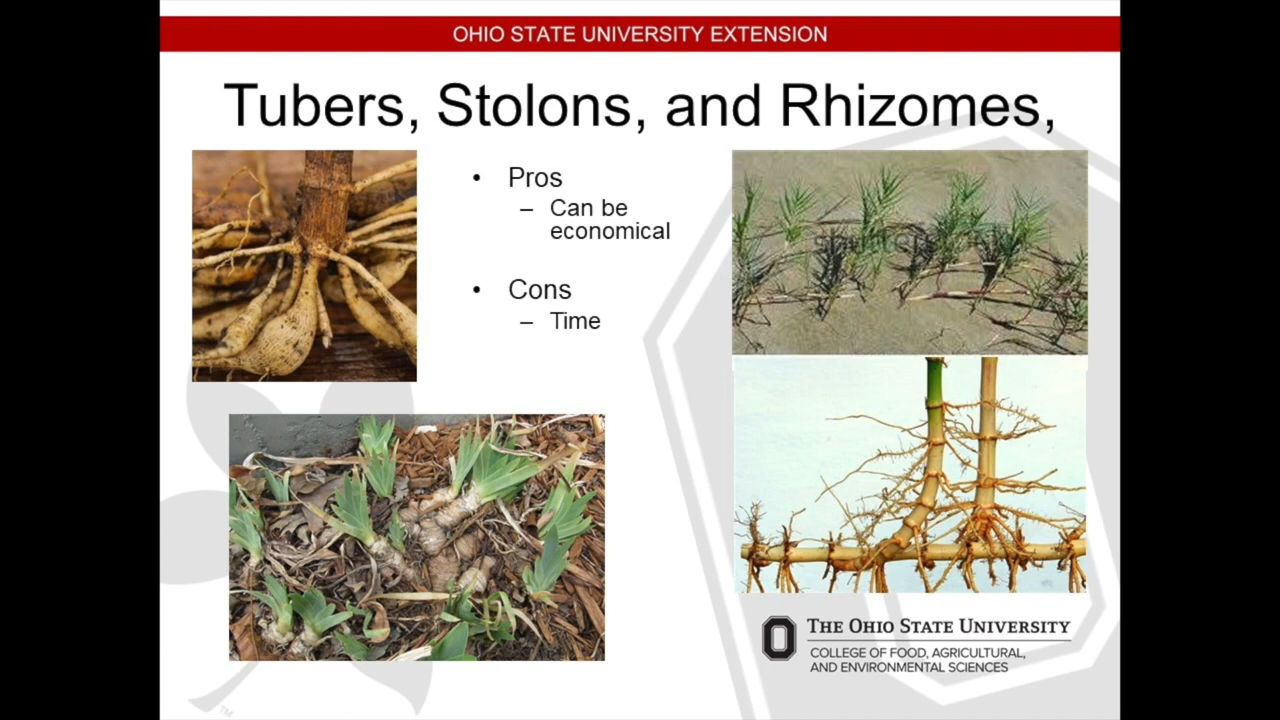 OHIO STATE UNIVERSITY EXTENSION
Tubers, Stolons, and Rhizomes,
• Pros
– Can be
economical
• Cons
– Time
THE OHIO STATE UNIVERSITY
COLLEGE OF FOOD, AGRICULTURAL,
AND ENVIRONMENTAL SCIENCES
TM